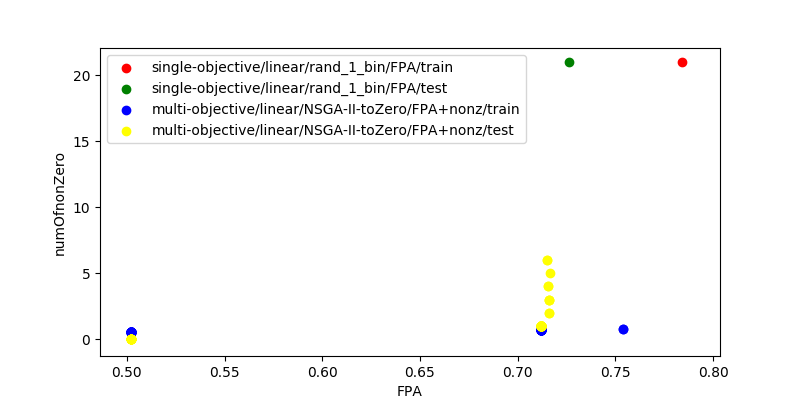 single-objective/linear/rand_1_bin/FPA/train
single-objective/linear/rand_1_bin/FPA/test
multi-objective/linear/NSGA-II-toZero/FPA+nonz/train
multi-objective/linear/NSGA-II-toZero/FPA+nonz/test
20
15
10
5
0
numOfnonZero
0.50 0.55 0.60 0.65 0.70 0.75 0.80
FPA